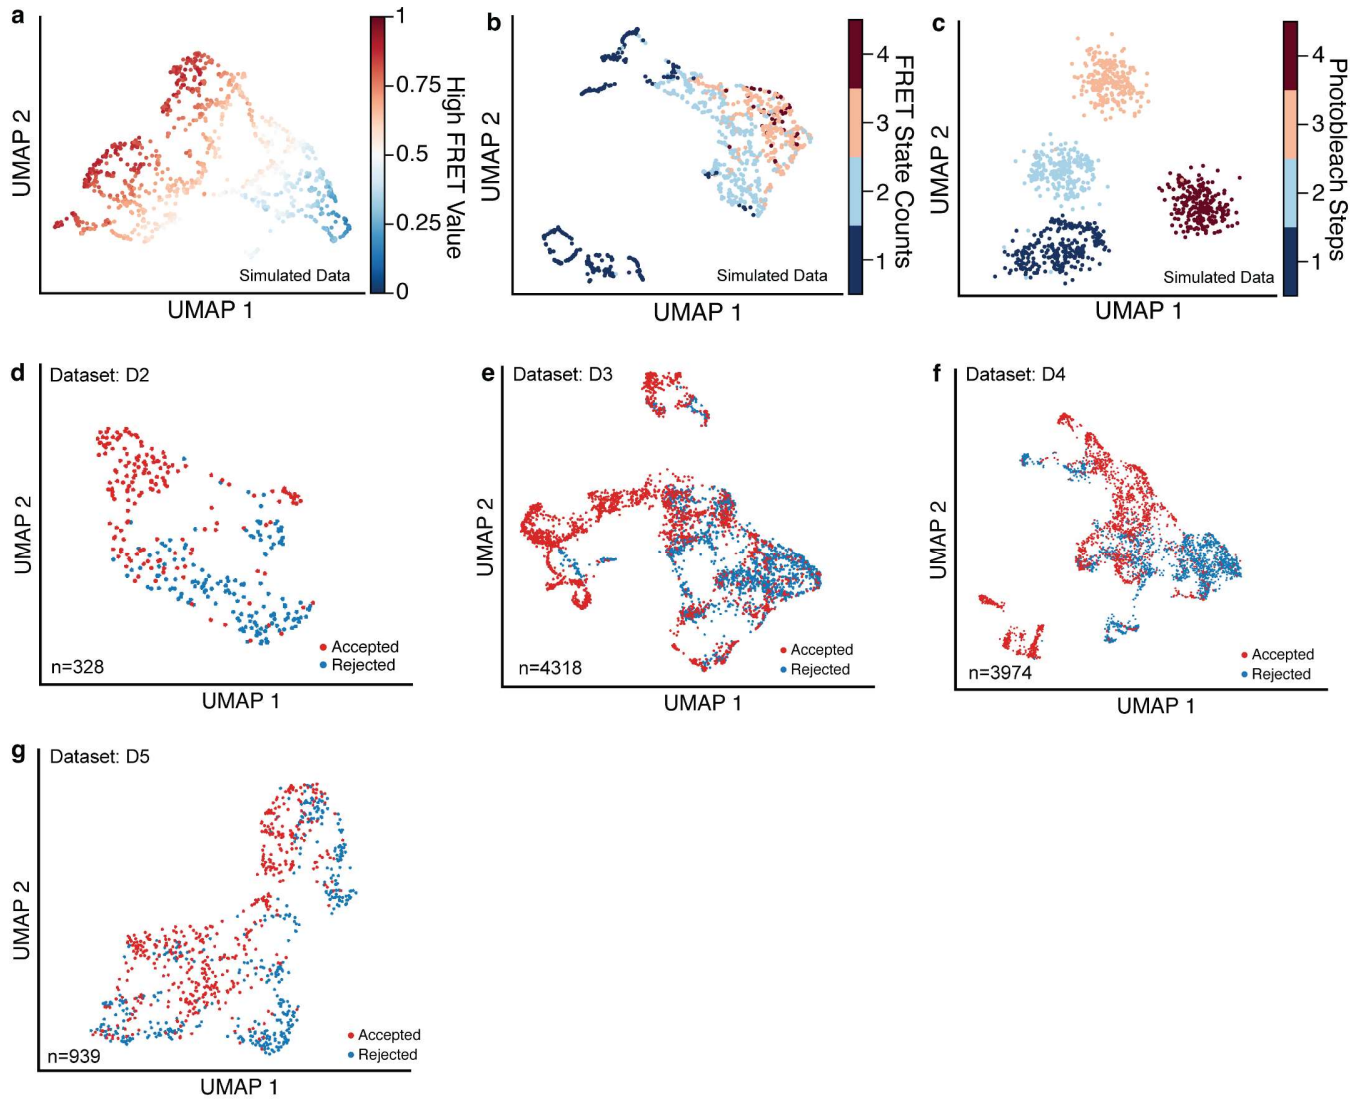 a
UMAP 2
UMAP 1
Simulated Data
1
0.75
0.5
0.25
0
High FRET Value
b
UMAP 2
UMAP 1
Simulated Data
4
3
2
1
FRET State Counts
c
UMAP 2
UMAP 1
Simulated Data
4
3
2
1
Photobleach Steps
d
Dataset: D2
UMAP 2
Accepted
Rejected
n=328
UMAP 1
e
Dataset: D3
UMAP 2
Accepted
Rejected
n=4318
UMAP 1
f
Dataset: D4
UMAP 2
Accepted
Rejected
n=3974
UMAP 1
g
Dataset: D5
UMAP 2
Accepted
Rejected
n=939
UMAP 1